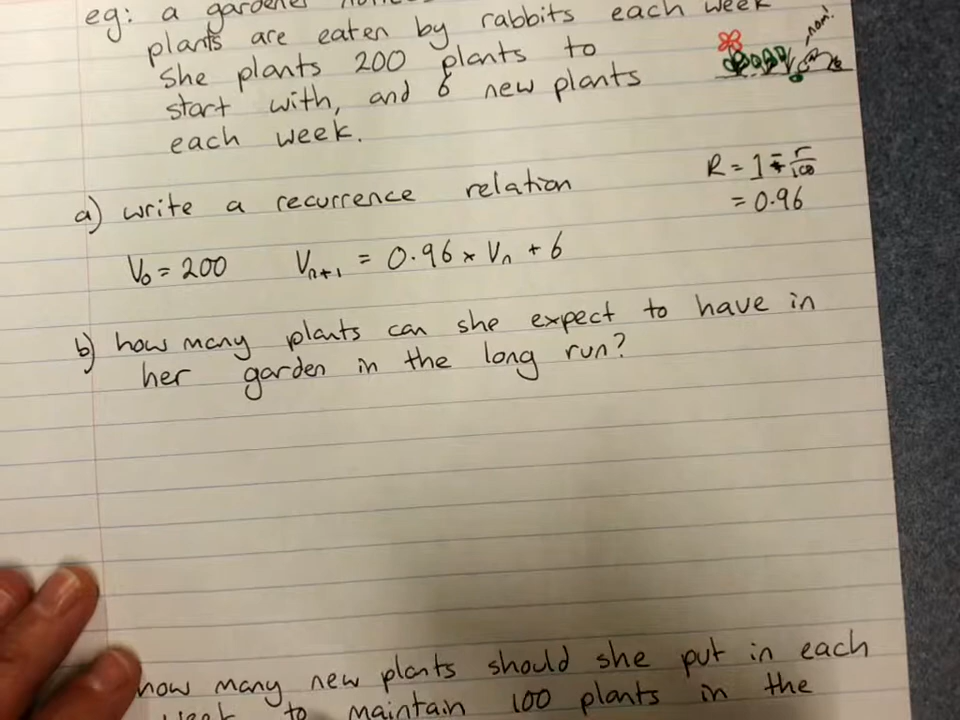 eg: a gardener
plants are eaten by rabbits each week
she plants 200 plants to
start with, and 6 new plants
each week.
nom!
a) write a recurrence relation
R = 1 ∓ r/100
= 0.96
V₀ = 200 Vₙ₊₁ = 0.96 × Vₙ + 6
b) how many plants can she expect to have in
her garden in the long run?
how many new plants should she put in each
to maintain 100 plants in the